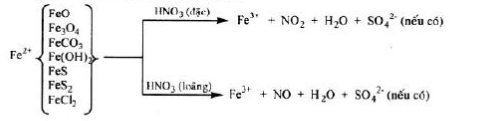 Fe²⁺
FeO
Fe₃O₄
FeCO₃
Fe(OH)₂
FeS
FeS₂
FeCl₂
HNO₃ (đặc)
Fe³⁺ + NO₂ + H₂O + SO₄²⁻ (nếu có)
HNO₃ (loãng)
Fe³⁺ + NO + H₂O + SO₄²⁻ (nếu có)